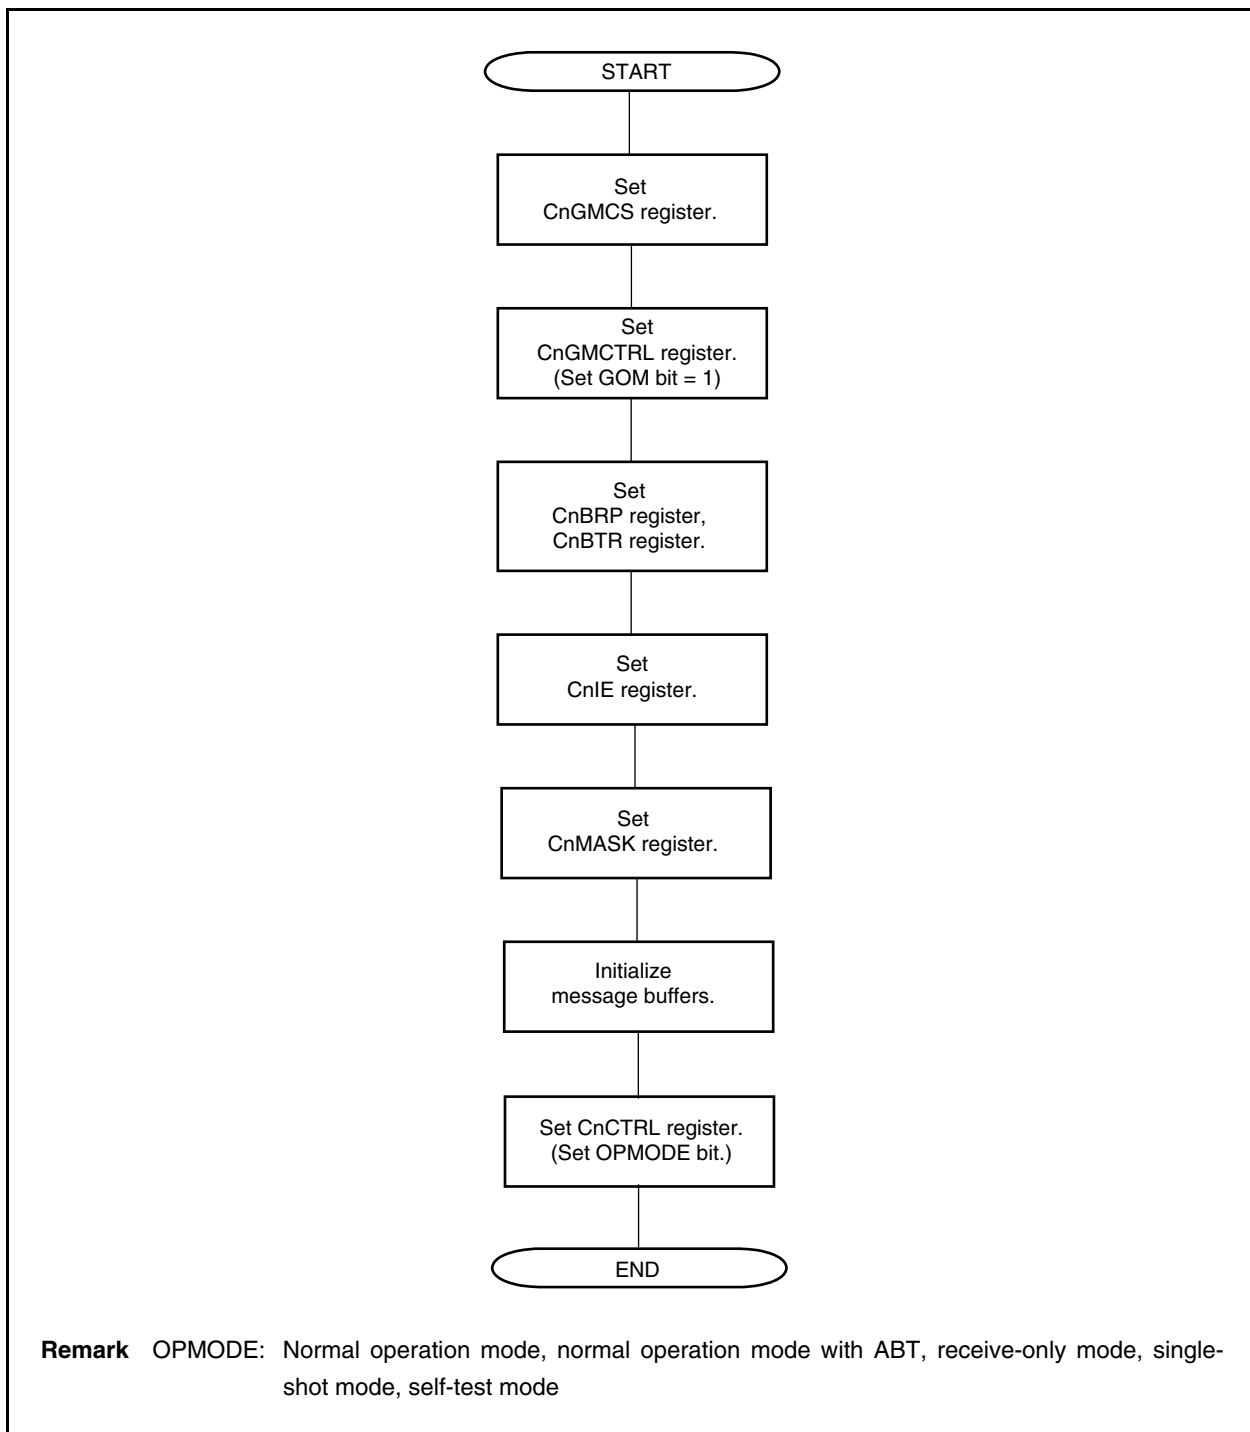 START
Set
CnGMCS register.
Set
CnGMCTRL register.
(Set GOM bit = 1)
Set
CnBRP register,
CnBTR register.
Set
CnIE register.
Set
CnMASK register.
Initialize
message buffers.
Set CnCTRL register.
(Set OPMODE bit.)
END
Remark OPMODE: Normal operation mode, normal operation mode with ABT, receive-only mode, single-
shot mode, self-test mode